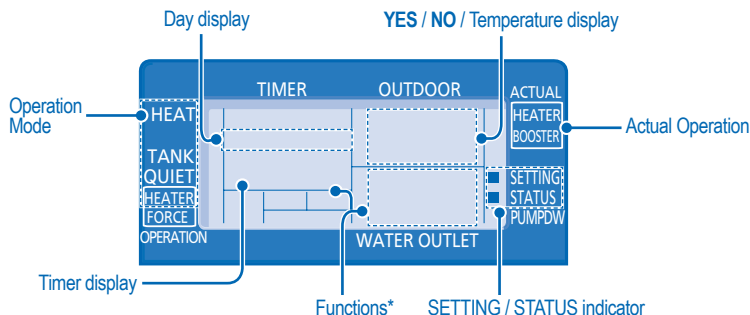 Day display
YES / NO / Temperature display
TIMER
OUTDOOR
ACTUAL
Operation
Mode
HEAT
HEATER
BOOSTER
Actual Operation
TANK
QUIET
HEATER
FORCE
OPERATION
SETTING
STATUS
PUMPDW
WATER OUTLET
Timer display
Functions*
SETTING / STATUS indicator